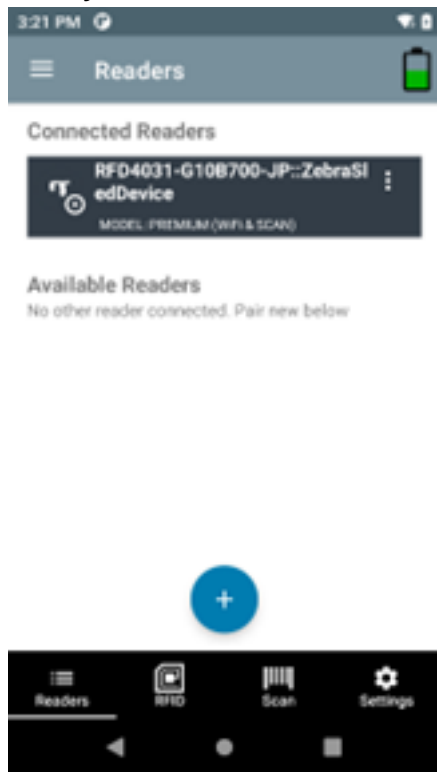 3:21 PM
Readers
Connected Readers
RFD4031-G10B700-JP::ZebraSl
edDevice
MODEL: PREMIUM (WiFi & SCAN)
Available Readers
No other reader connected. Pair new below
+
Readers RFID Scan Settings